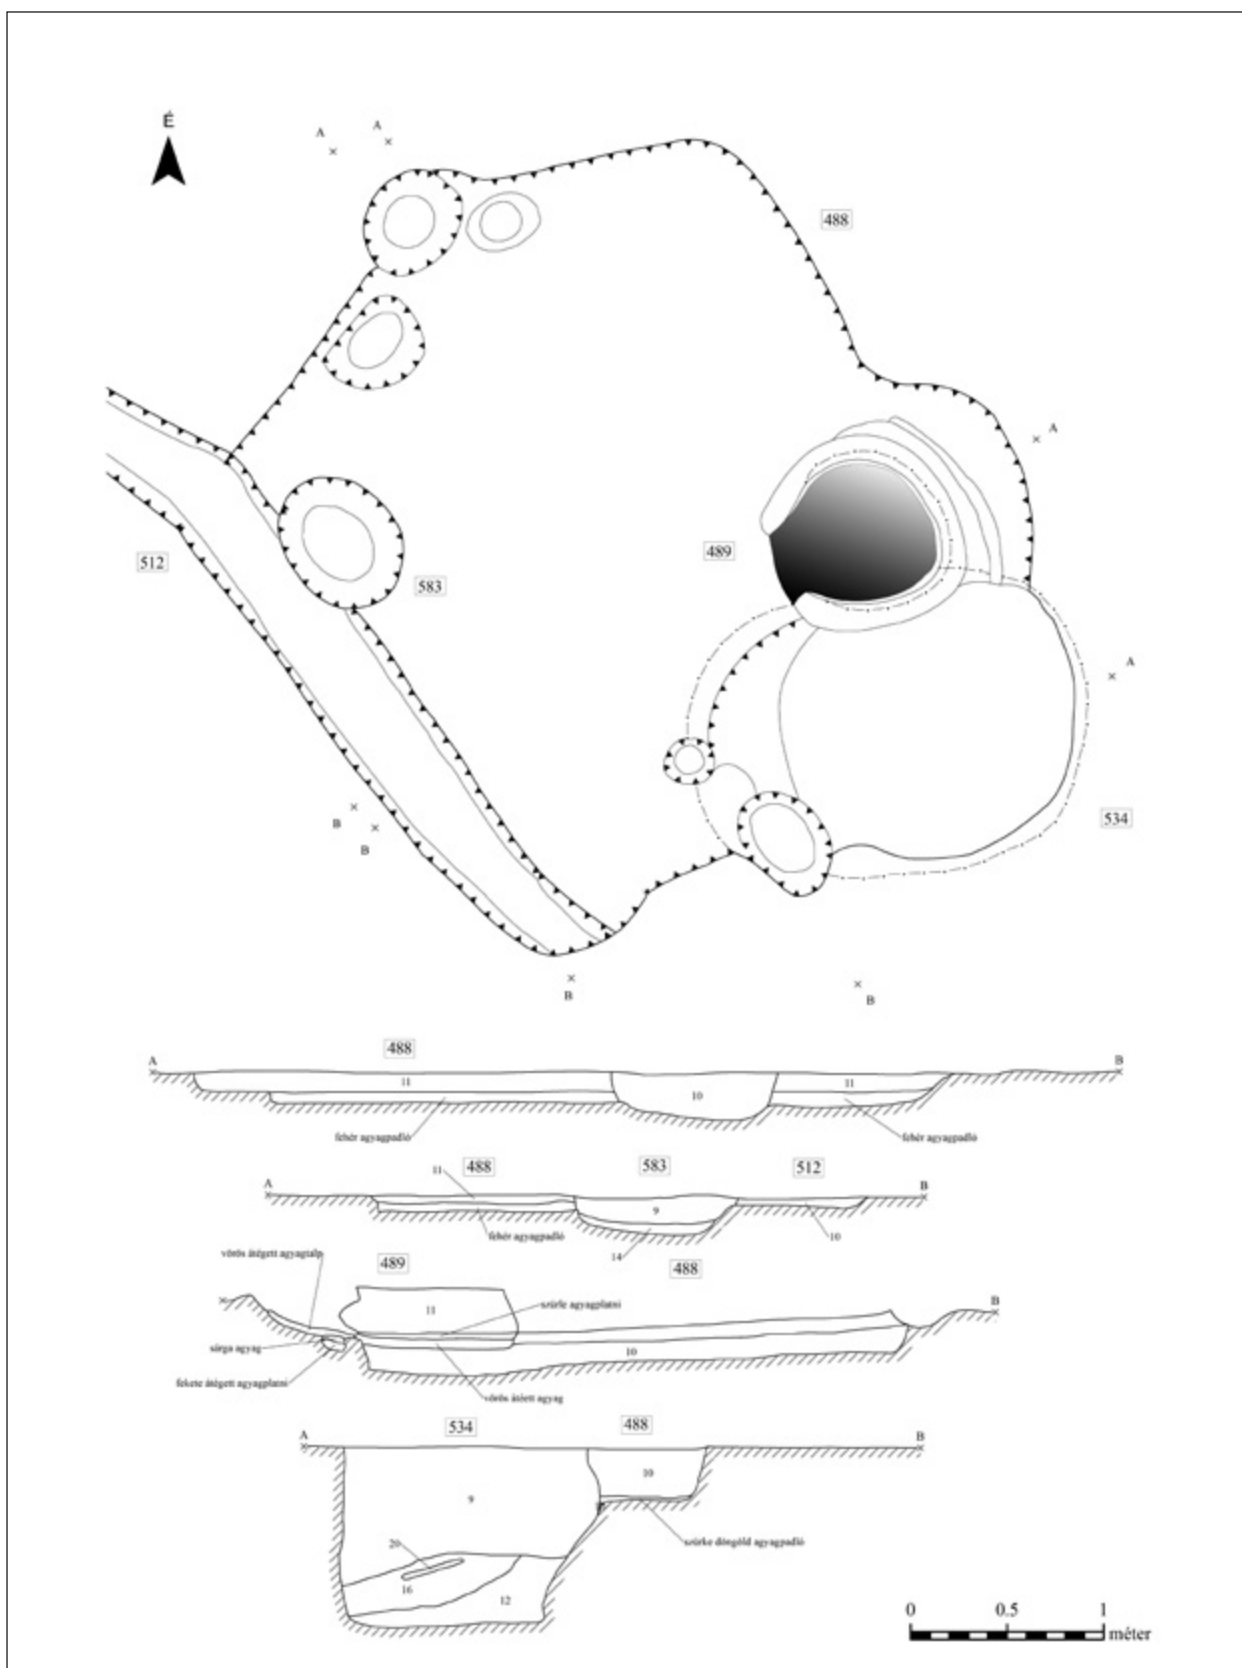 É
A A
488
A
489
512
583
A
B
B
534
B
B
488
A
B
11
11
10
fehér agyagpadló
fehér agyagpadló
11
488
583
512
A
B
9
fehér agyagpadló
10
14
vörös átégett agyagtalp
489
488
szürke agyagplatni
11
B
sárga agyag
10
fekete átégett agyagplatni
vörös átéett agyag
534
488
A
B
10
9
szürke döngöld agyagpadló
20
16
12
0 0.5 1
méter